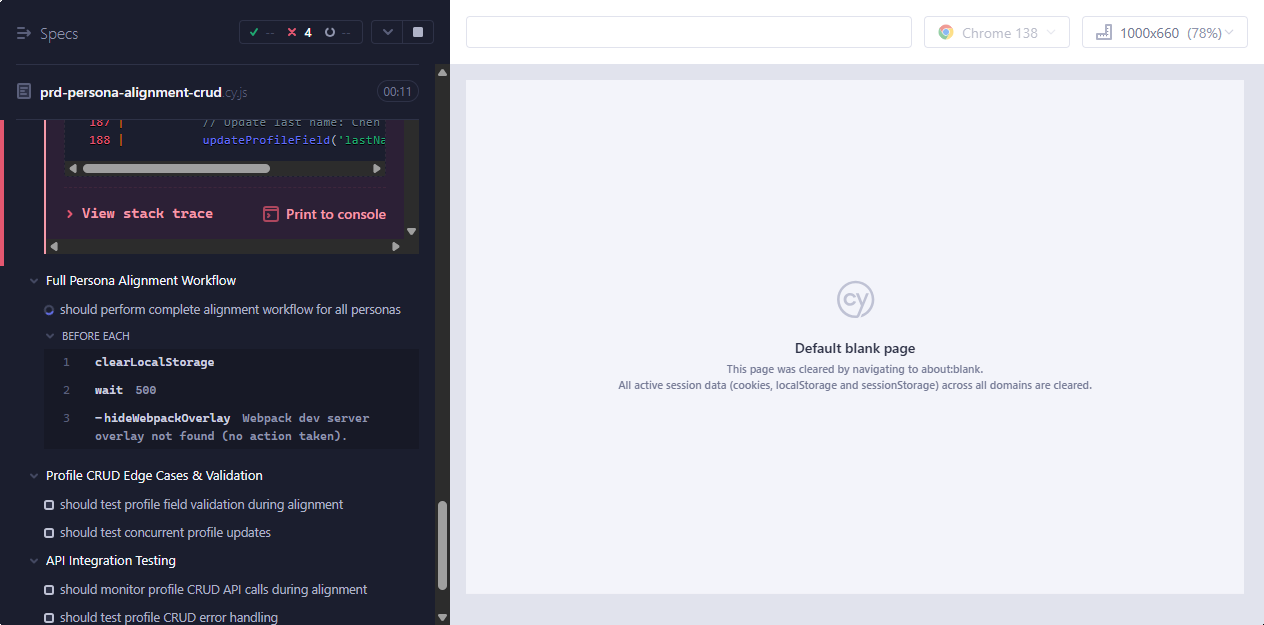 Specs
-- 4 --
Chrome 138
1000x660 (78%)
prd-persona-alignment-crud.cy.js
00:11
187 | // Update last name: Chen
188 | updateProfileField('lastNa
View stack trace
Print to console
Full Persona Alignment Workflow
should perform complete alignment workflow for all personas
BEFORE EACH
1 clearLocalStorage
2 wait 500
3 -hideWebpackOverlay Webpack dev server
overlay not found (no action taken).
Profile CRUD Edge Cases & Validation
should test profile field validation during alignment
should test concurrent profile updates
API Integration Testing
should monitor profile CRUD API calls during alignment
should test profile CRUD error handling
cy
Default blank page
This page was cleared by navigating to about:blank.
All active session data (cookies, localStorage and sessionStorage) across all domains are cleared.